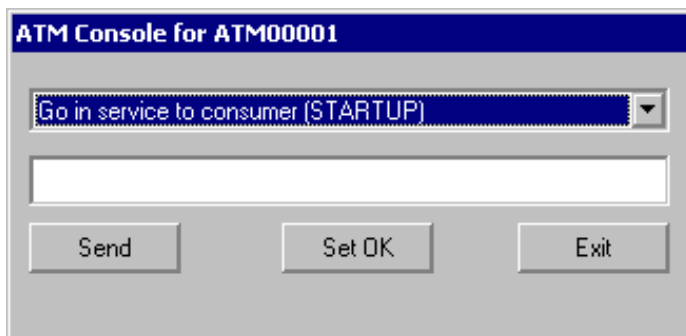 ATM Console for ATM00001
Go in service to consumer (STARTUP)
Send Set OK Exit